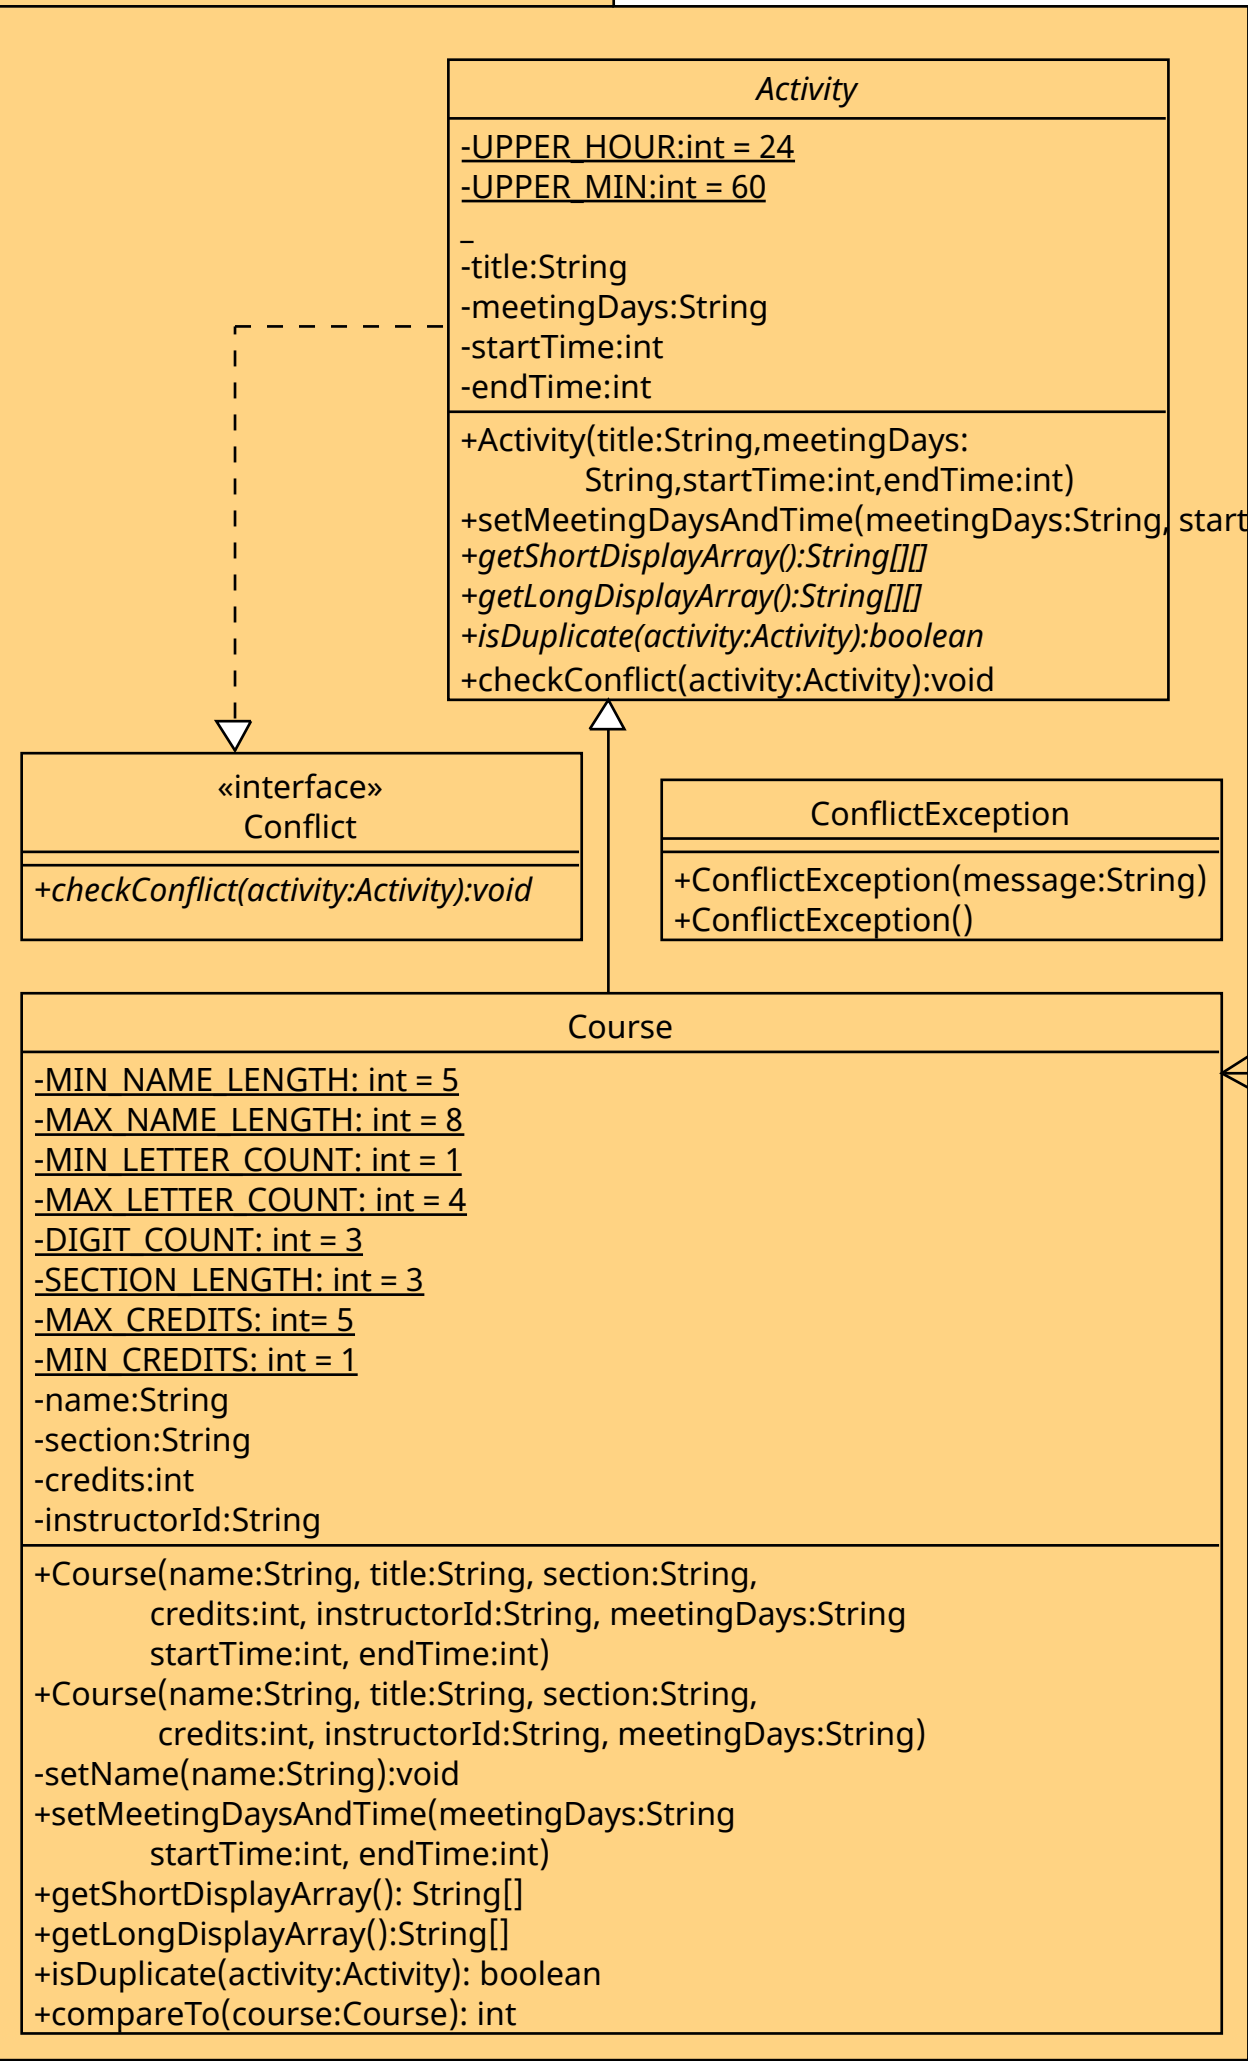 Activity
-UPPER_HOUR:int = 24
-UPPER_MIN:int = 60
_
-title:String
-meetingDays:String
-startTime:int
-endTime:int
+Activity(title:String,meetingDays:
String,startTime:int,endTime:int)
+setMeetingDaysAndTime(meetingDays:String, start
+getShortDisplayArray():String[][]
+getLongDisplayArray():String[][]
+isDuplicate(activity:Activity):boolean
+checkConflict(activity:Activity):void
«interface»
Conflict
+checkConflict(activity:Activity):void
ConflictException
+ConflictException(message:String)
+ConflictException()
Course
-MIN_NAME_LENGTH: int = 5
-MAX_NAME_LENGTH: int = 8
-MIN_LETTER_COUNT: int = 1
-MAX_LETTER_COUNT: int = 4
-DIGIT_COUNT: int = 3
-SECTION_LENGTH: int = 3
-MAX_CREDITS: int= 5
-MIN_CREDITS: int = 1
-name:String
-section:String
-credits:int
-instructorId:String
+Course(name:String, title:String, section:String,
credits:int, instructorId:String, meetingDays:String
startTime:int, endTime:int)
+Course(name:String, title:String, section:String,
credits:int, instructorId:String, meetingDays:String)
-setName(name:String):void
+setMeetingDaysAndTime(meetingDays:String
startTime:int, endTime:int)
+getShortDisplayArray(): String[]
+getLongDisplayArray():String[]
+isDuplicate(activity:Activity): boolean
+compareTo(course:Course): int